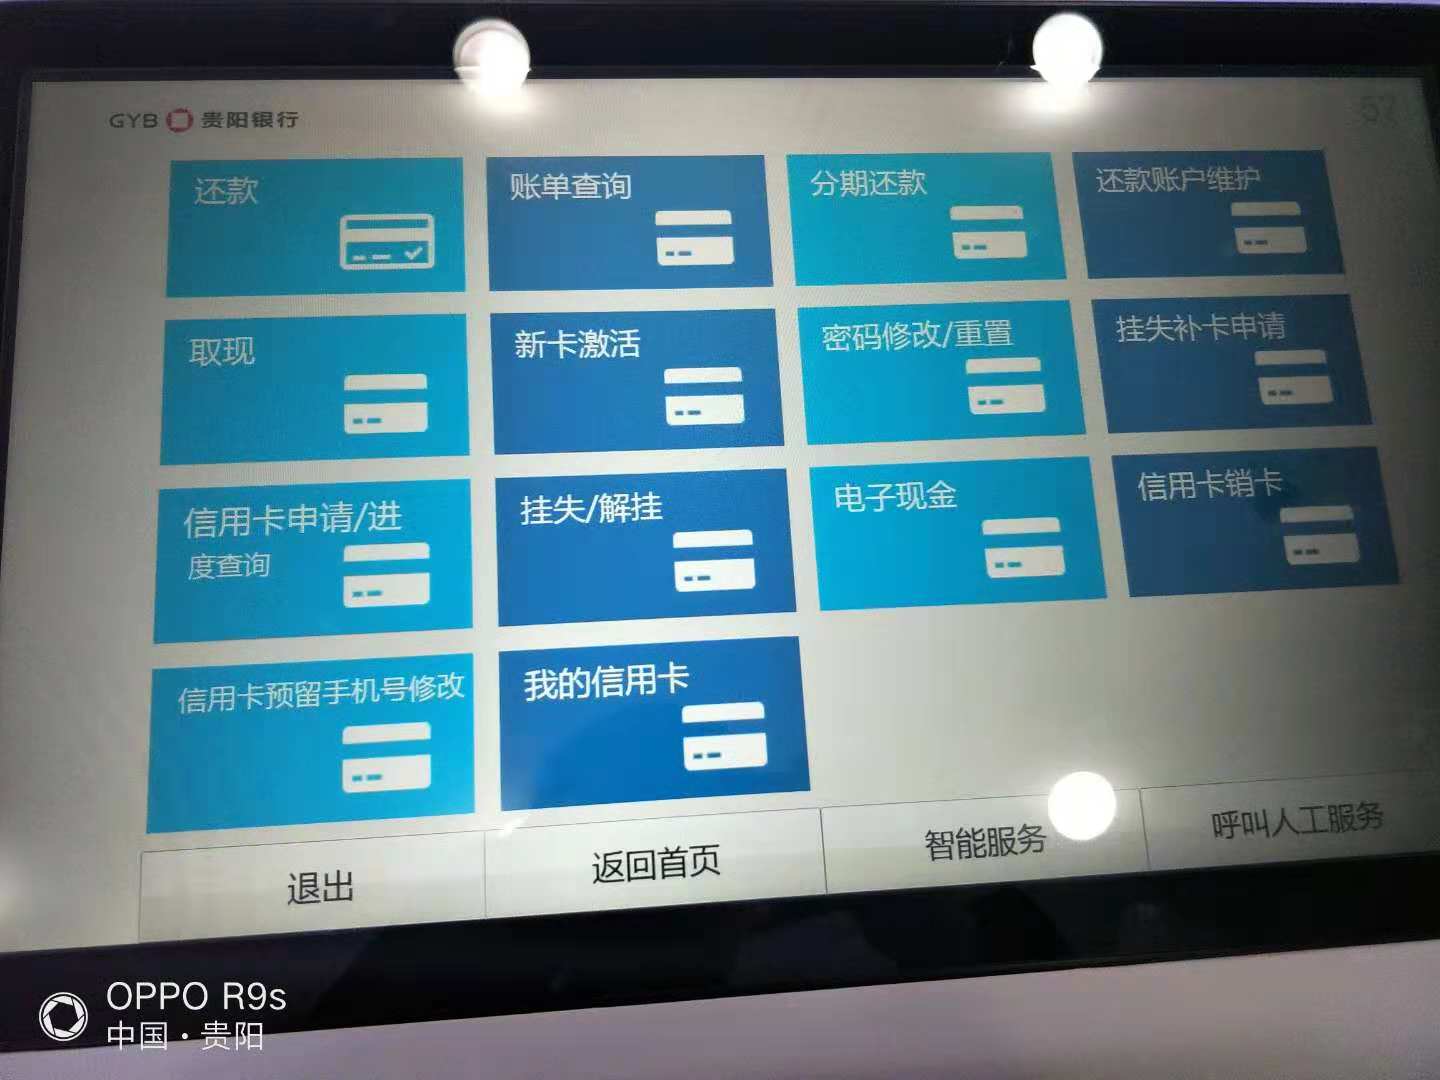 GYB 贵阳银行
57
还款
账单查询
分期还款
还款账户维护
取现
新卡激活
密码修改/重置
挂失补卡申请
信用卡申请/进
度查询
挂失/解挂
电子现金
信用卡销卡
信用卡预留手机号修改
我的信用卡
退出
返回首页
智能服务
呼叫人工服务
OPPO R9s
中国·贵阳